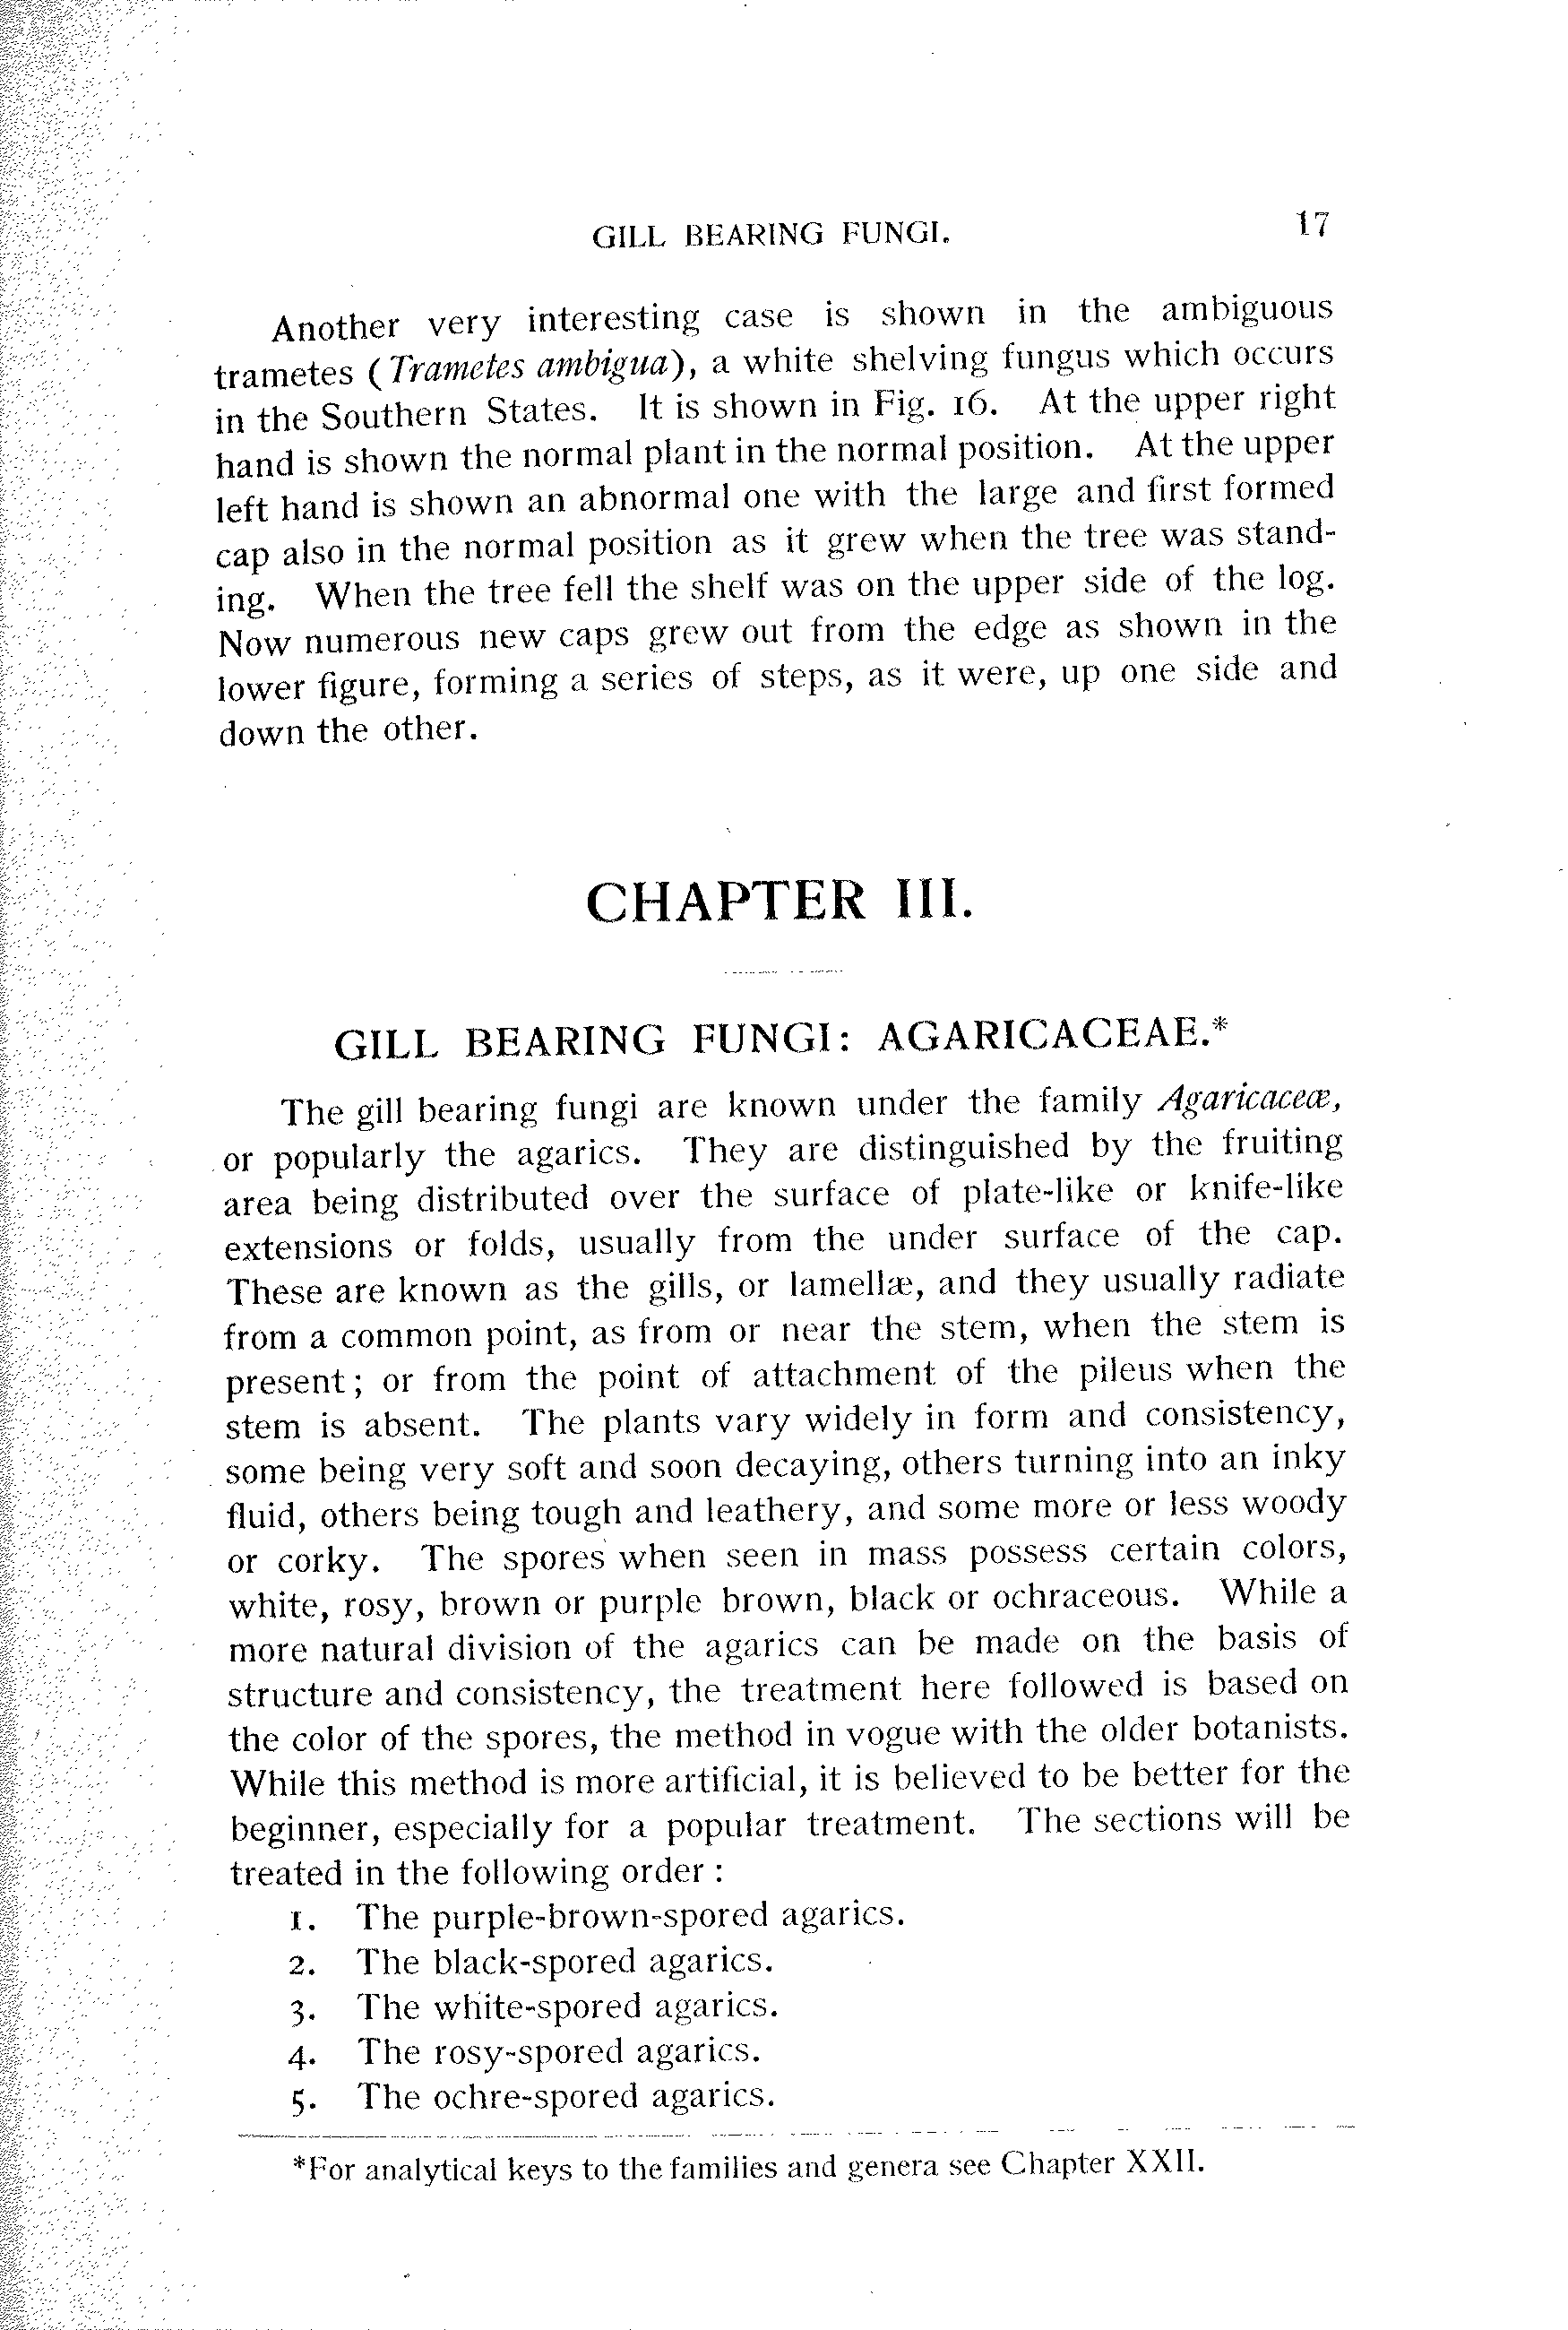 GILL BEARING FUNGI. 17
Another very interesting case is shown in the ambiguous
trametes (Trametes ambigua), a white shelving fungus which occurs
in the Southern States. It is shown in Fig. 16. At the upper right
hand is shown the normal plant in the normal position. At the upper
left hand is shown an abnormal one with the large and first formed
cap also in the normal position as it grew when the tree was stand-
ing. When the tree fell the shelf was on the upper side of the log.
Now numerous new caps grew out from the edge as shown in the
lower figure, forming a series of steps, as it were, up one side and
down the other.
CHAPTER III.
GILL BEARING FUNGI: AGARICACEAE.*
The gill bearing fungi are known under the family Agaricaceæ,
or popularly the agarics. They are distinguished by the fruiting
area being distributed over the surface of plate-like or knife-like
extensions or folds, usually from the under surface of the cap.
These are known as the gills, or lamellæ, and they usually radiate
from a common point, as from or near the stem, when the stem is
present; or from the point of attachment of the pileus when the
stem is absent. The plants vary widely in form and consistency,
some being very soft and soon decaying, others turning into an inky
fluid, others being tough and leathery, and some more or less woody
or corky. The spores when seen in mass possess certain colors,
white, rosy, brown or purple brown, black or ochraceous. While a
more natural division of the agarics can be made on the basis of
structure and consistency, the treatment here followed is based on
the color of the spores, the method in vogue with the older botanists.
While this method is more artificial, it is believed to be better for the
beginner, especially for a popular treatment. The sections will be
treated in the following order :
1. The purple-brown-spored agarics.
2. The black-spored agarics.
3. The white-spored agarics.
4. The rosy-spored agarics.
5. The ochre-spored agarics.
*For analytical keys to the families and genera see Chapter XXII.